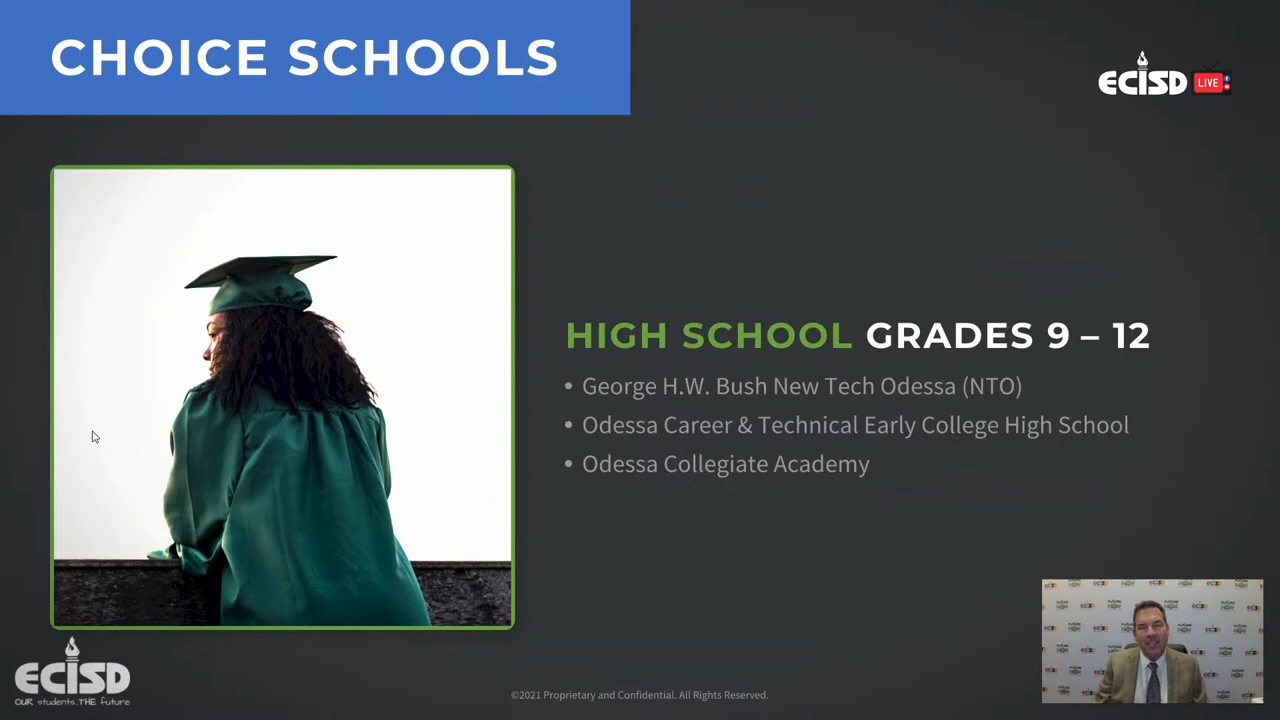 CHOICE SCHOOLS
ECISD LIVE
HIGH SCHOOL GRADES 9 – 12
• George H.W. Bush New Tech Odessa (NTO)
• Odessa Career & Technical Early College High School
• Odessa Collegiate Academy
ECISD
OUR students..THE future
©2021 Proprietary and Confidential. All Rights Reserved.